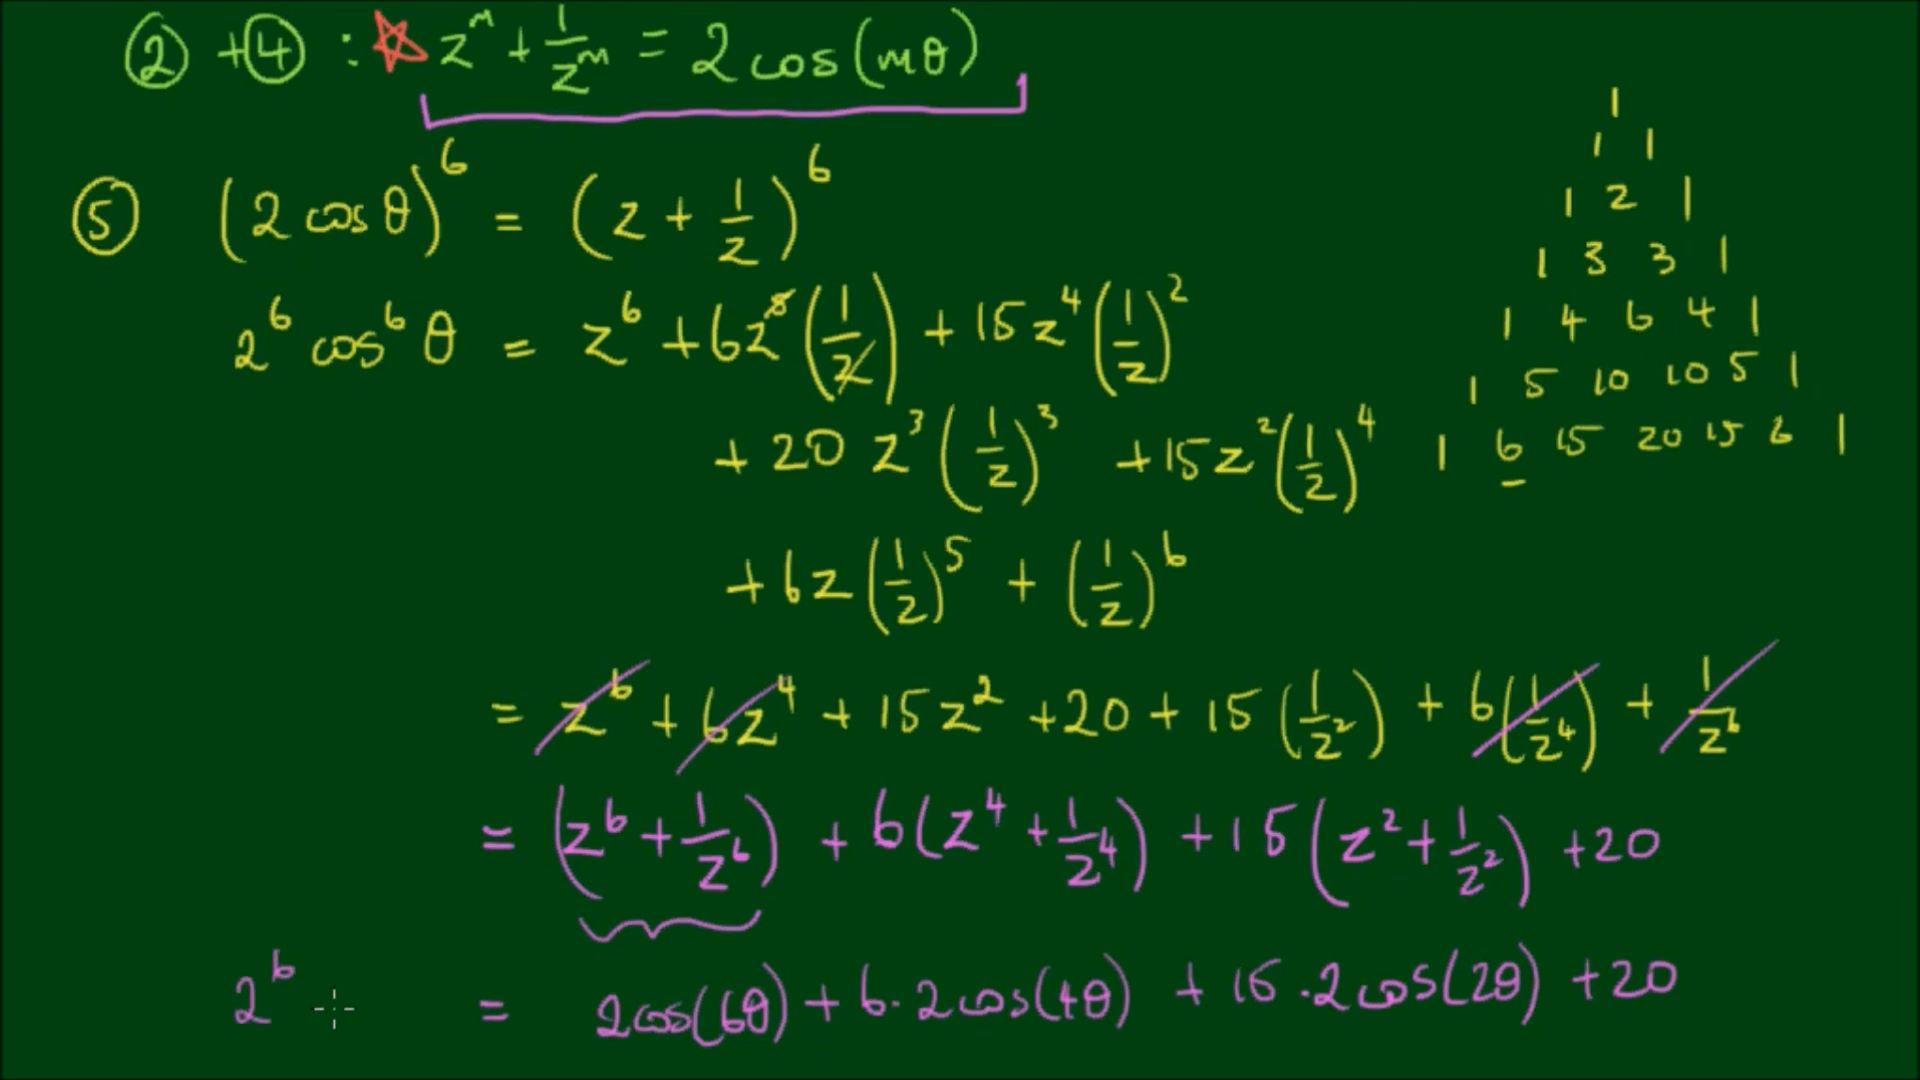 ② + ④ : ☆ z^m + 1/z^m = 2cos(mθ)
⑤ (2 cos θ)^6 = (z + 1/z)^6
2^6 cos^6 θ = z^6 + 6z^5 (1/z) + 15z^4 (1/z)^2
+ 20 z^3 (1/z)^3 + 15z^2 (1/z)^4
+ 6z (1/z)^5 + (1/z)^6
= z^6 + 6z^4 + 15z^2 + 20 + 15 (1/z^2) + 6 (1/z^4) + 1/z^6
= (z^6 + 1/z^6) + 6(z^4 + 1/z^4) + 15(z^2 + 1/z^2) + 20
2^6 = 2cos(6θ) + 6·2cos(4θ) + 15·2cos(2θ) + 20
1
1 1
1 2 1
1 3 3 1
1 4 6 4 1
1 5 10 10 5 1
1 6 15 20 15 6 1